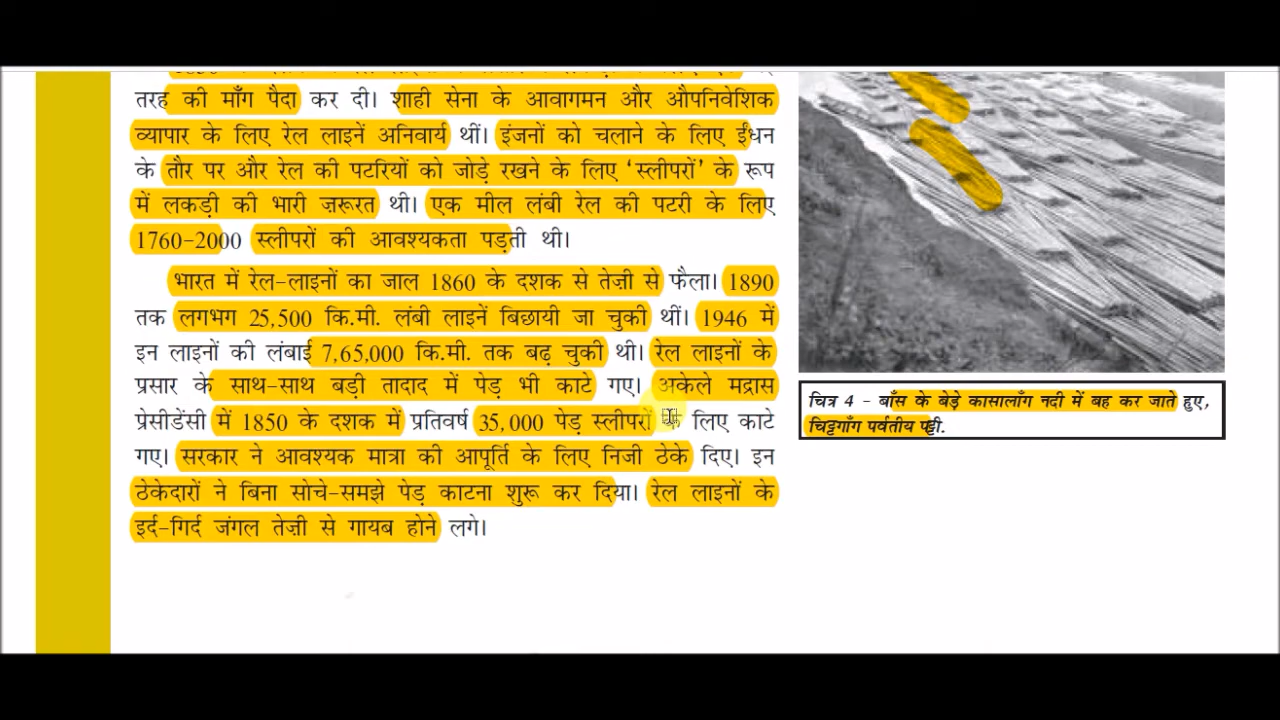 तरह की माँग पैदा कर दी। शाही सेना के आवागमन और औपनिवेशिक
व्यापार के लिए रेल लाइनें अनिवार्य थीं। इंजनों को चलाने के लिए ईंधन
के तौर पर और रेल की पटरियों को जोड़े रखने के लिए ‘स्लीपरों’ के रूप
में लकड़ी की भारी ज़रूरत थी। एक मील लंबी रेल की पटरी के लिए
1760-2000 स्लीपरों की आवश्यकता पड़ती थी।
भारत में रेल-लाइनों का जाल 1860 के दशक से तेज़ी से फैला। 1890
तक लगभग 25,500 कि.मी. लंबी लाइनें बिछायी जा चुकी थीं। 1946 में
इन लाइनों की लंबाई 7,65,000 कि.मी. तक बढ़ चुकी थी। रेल लाइनों के
प्रसार के साथ-साथ बड़ी तादाद में पेड़ भी काटे गए। अकेले मद्रास
प्रेसीडेंसी में 1850 के दशक में प्रतिवर्ष 35,000 पेड़ स्लीपरों लिए काटे
गए। सरकार ने आवश्यक मात्रा की आपूर्ति के लिए निजी ठेके दिए। इन
ठेकेदारों ने बिना सोचे-समझे पेड़ काटना शुरू कर दिया। रेल लाइनों के
इर्द-गिर्द जंगल तेज़ी से गायब होने लगे।
चित्र 4 - बाँस के बेड़े कासालाँग नदी में बह कर जाते हुए,
चिट्टगाँग पर्वतीय पट्टी.